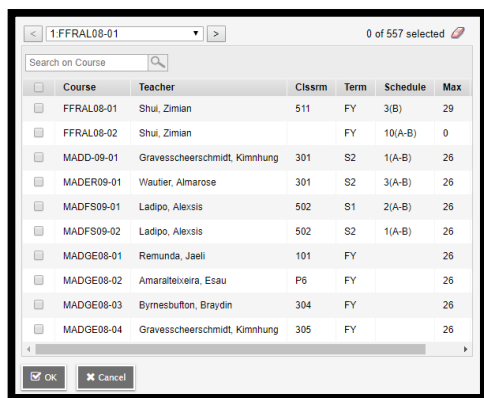 < 1:FFRAL08-01 > 0 of 557 selected
Search on Course
Course Teacher Clssrm Term Schedule Max
FFRAL08-01 Shui, Zimian 511 FY 3(B) 29
FFRAL08-02 Shui, Zimian FY 10(A-B) 0
MADD-09-01 Gravesscheerschmidt, Kimnhung 301 S2 1(A-B) 26
MADER09-01 Wautier, Almarose 301 S2 3(A-B) 26
MADFS09-01 Ladipo, Alexsis 502 S1 2(A-B) 26
MADFS09-02 Ladipo, Alexsis 502 S2 1(A-B) 26
MADGE08-01 Remunda, Jaeli 101 FY 26
MADGE08-02 Amaralteixeira, Esau P6 FY 26
MADGE08-03 Byrnesbufton, Braydin 304 FY 26
MADGE08-04 Gravesscheerschmidt, Kimnhung 305 FY 26
OK Cancel